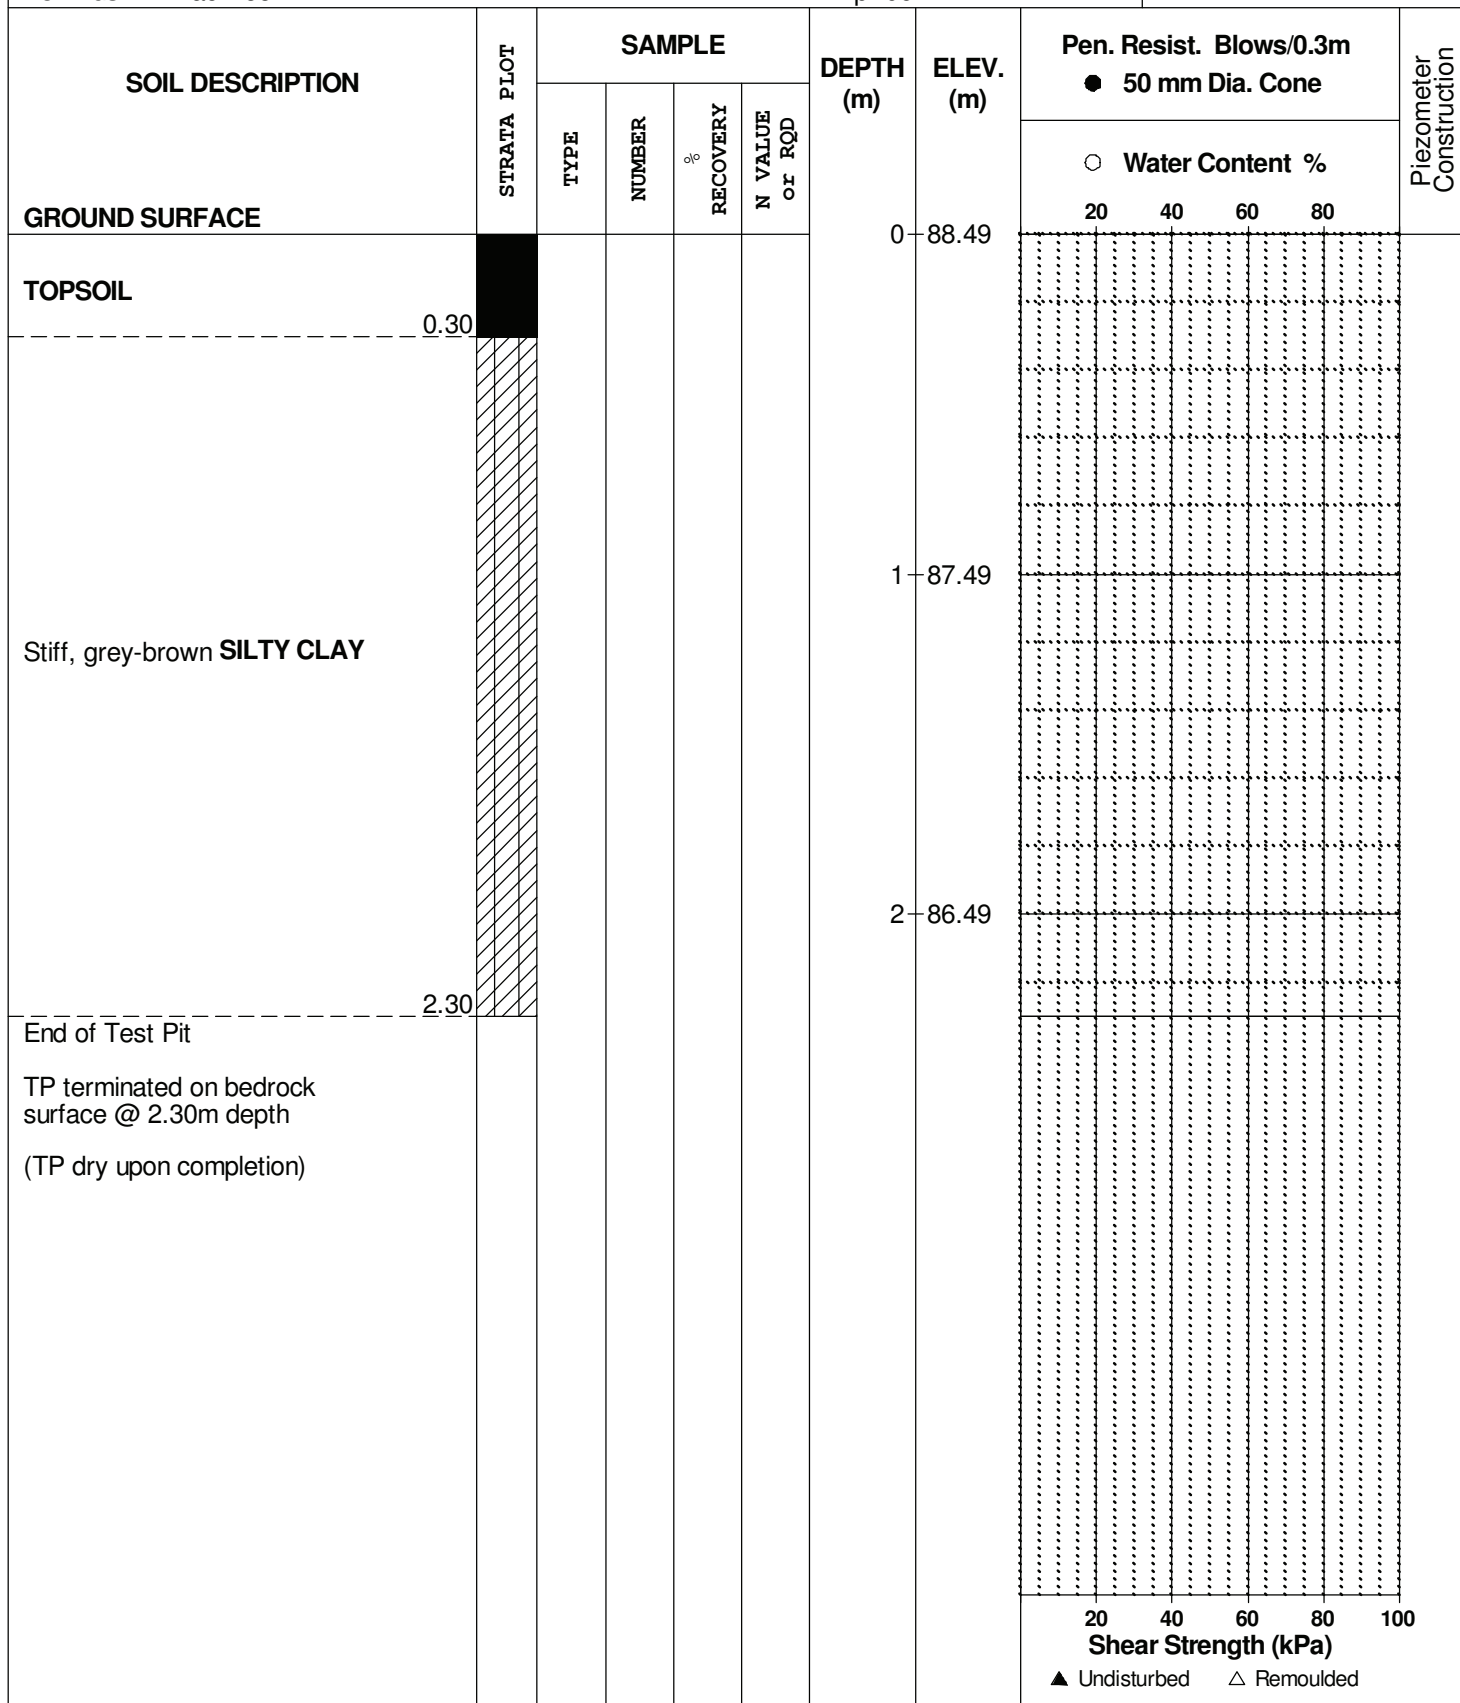 SOIL DESCRIPTION
GROUND SURFACE
STRATA PLOT
SAMPLE
TYPE
NUMBER
%
RECOVERY
N VALUE
or RQD
DEPTH
(m)
ELEV.
(m)
Pen. Resist. Blows/0.3m
● 50 mm Dia. Cone
○ Water Content %
20 40 60 80
Piezometer
Construction
0 88.49
TOPSOIL
0.30
1 87.49
Stiff, grey-brown SILTY CLAY
2 86.49
2.30
End of Test Pit
TP terminated on bedrock
surface @ 2.30m depth
(TP dry upon completion)
20 40 60 80 100
Shear Strength (kPa)
▲ Undisturbed △ Remoulded